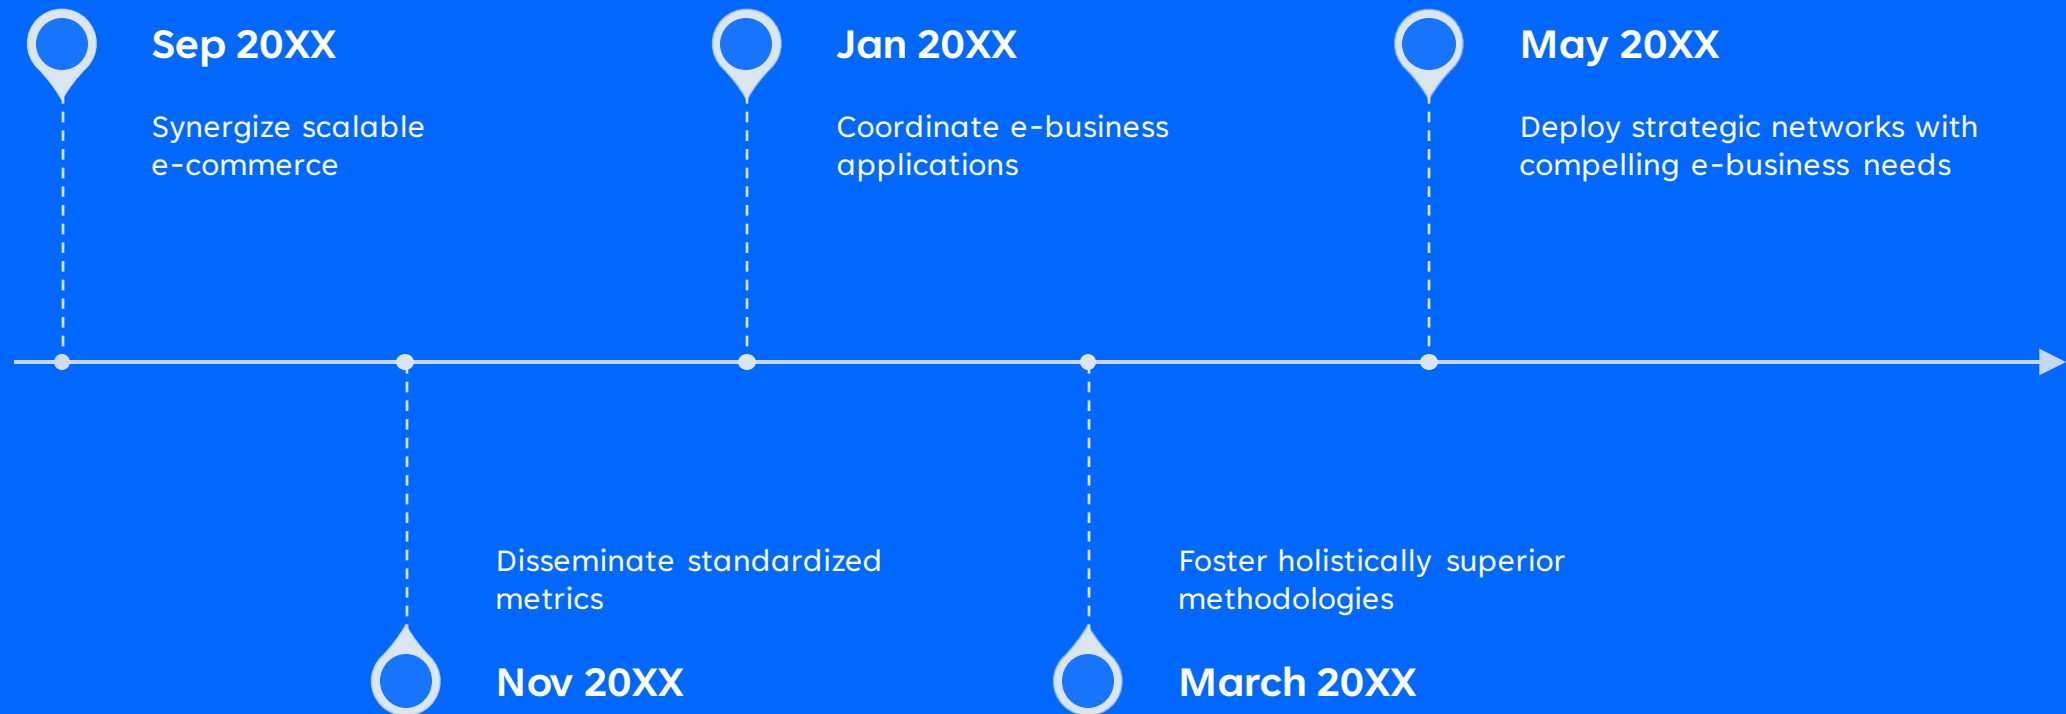 Sep 20XX
Synergize scalable
e-commerce
Jan 20XX
Coordinate e-business
applications
May 20XX
Deploy strategic networks with
compelling e-business needs
Disseminate standardized
metrics
Nov 20XX
Foster holistically superior
methodologies
March 20XX